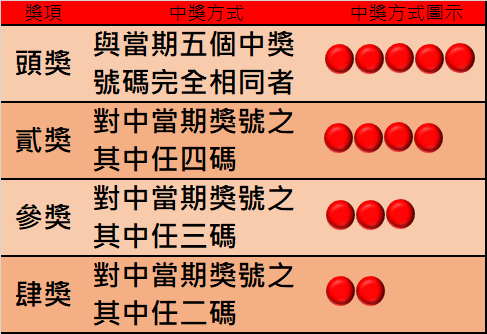 獎項 中獎方式 中獎方式圖示
頭獎
與當期五個中獎
號碼完全相同者
貳獎
對中當期獎號之
其中任四碼
參獎
對中當期獎號之
其中任三碼
肆獎
對中當期獎號之
其中任二碼